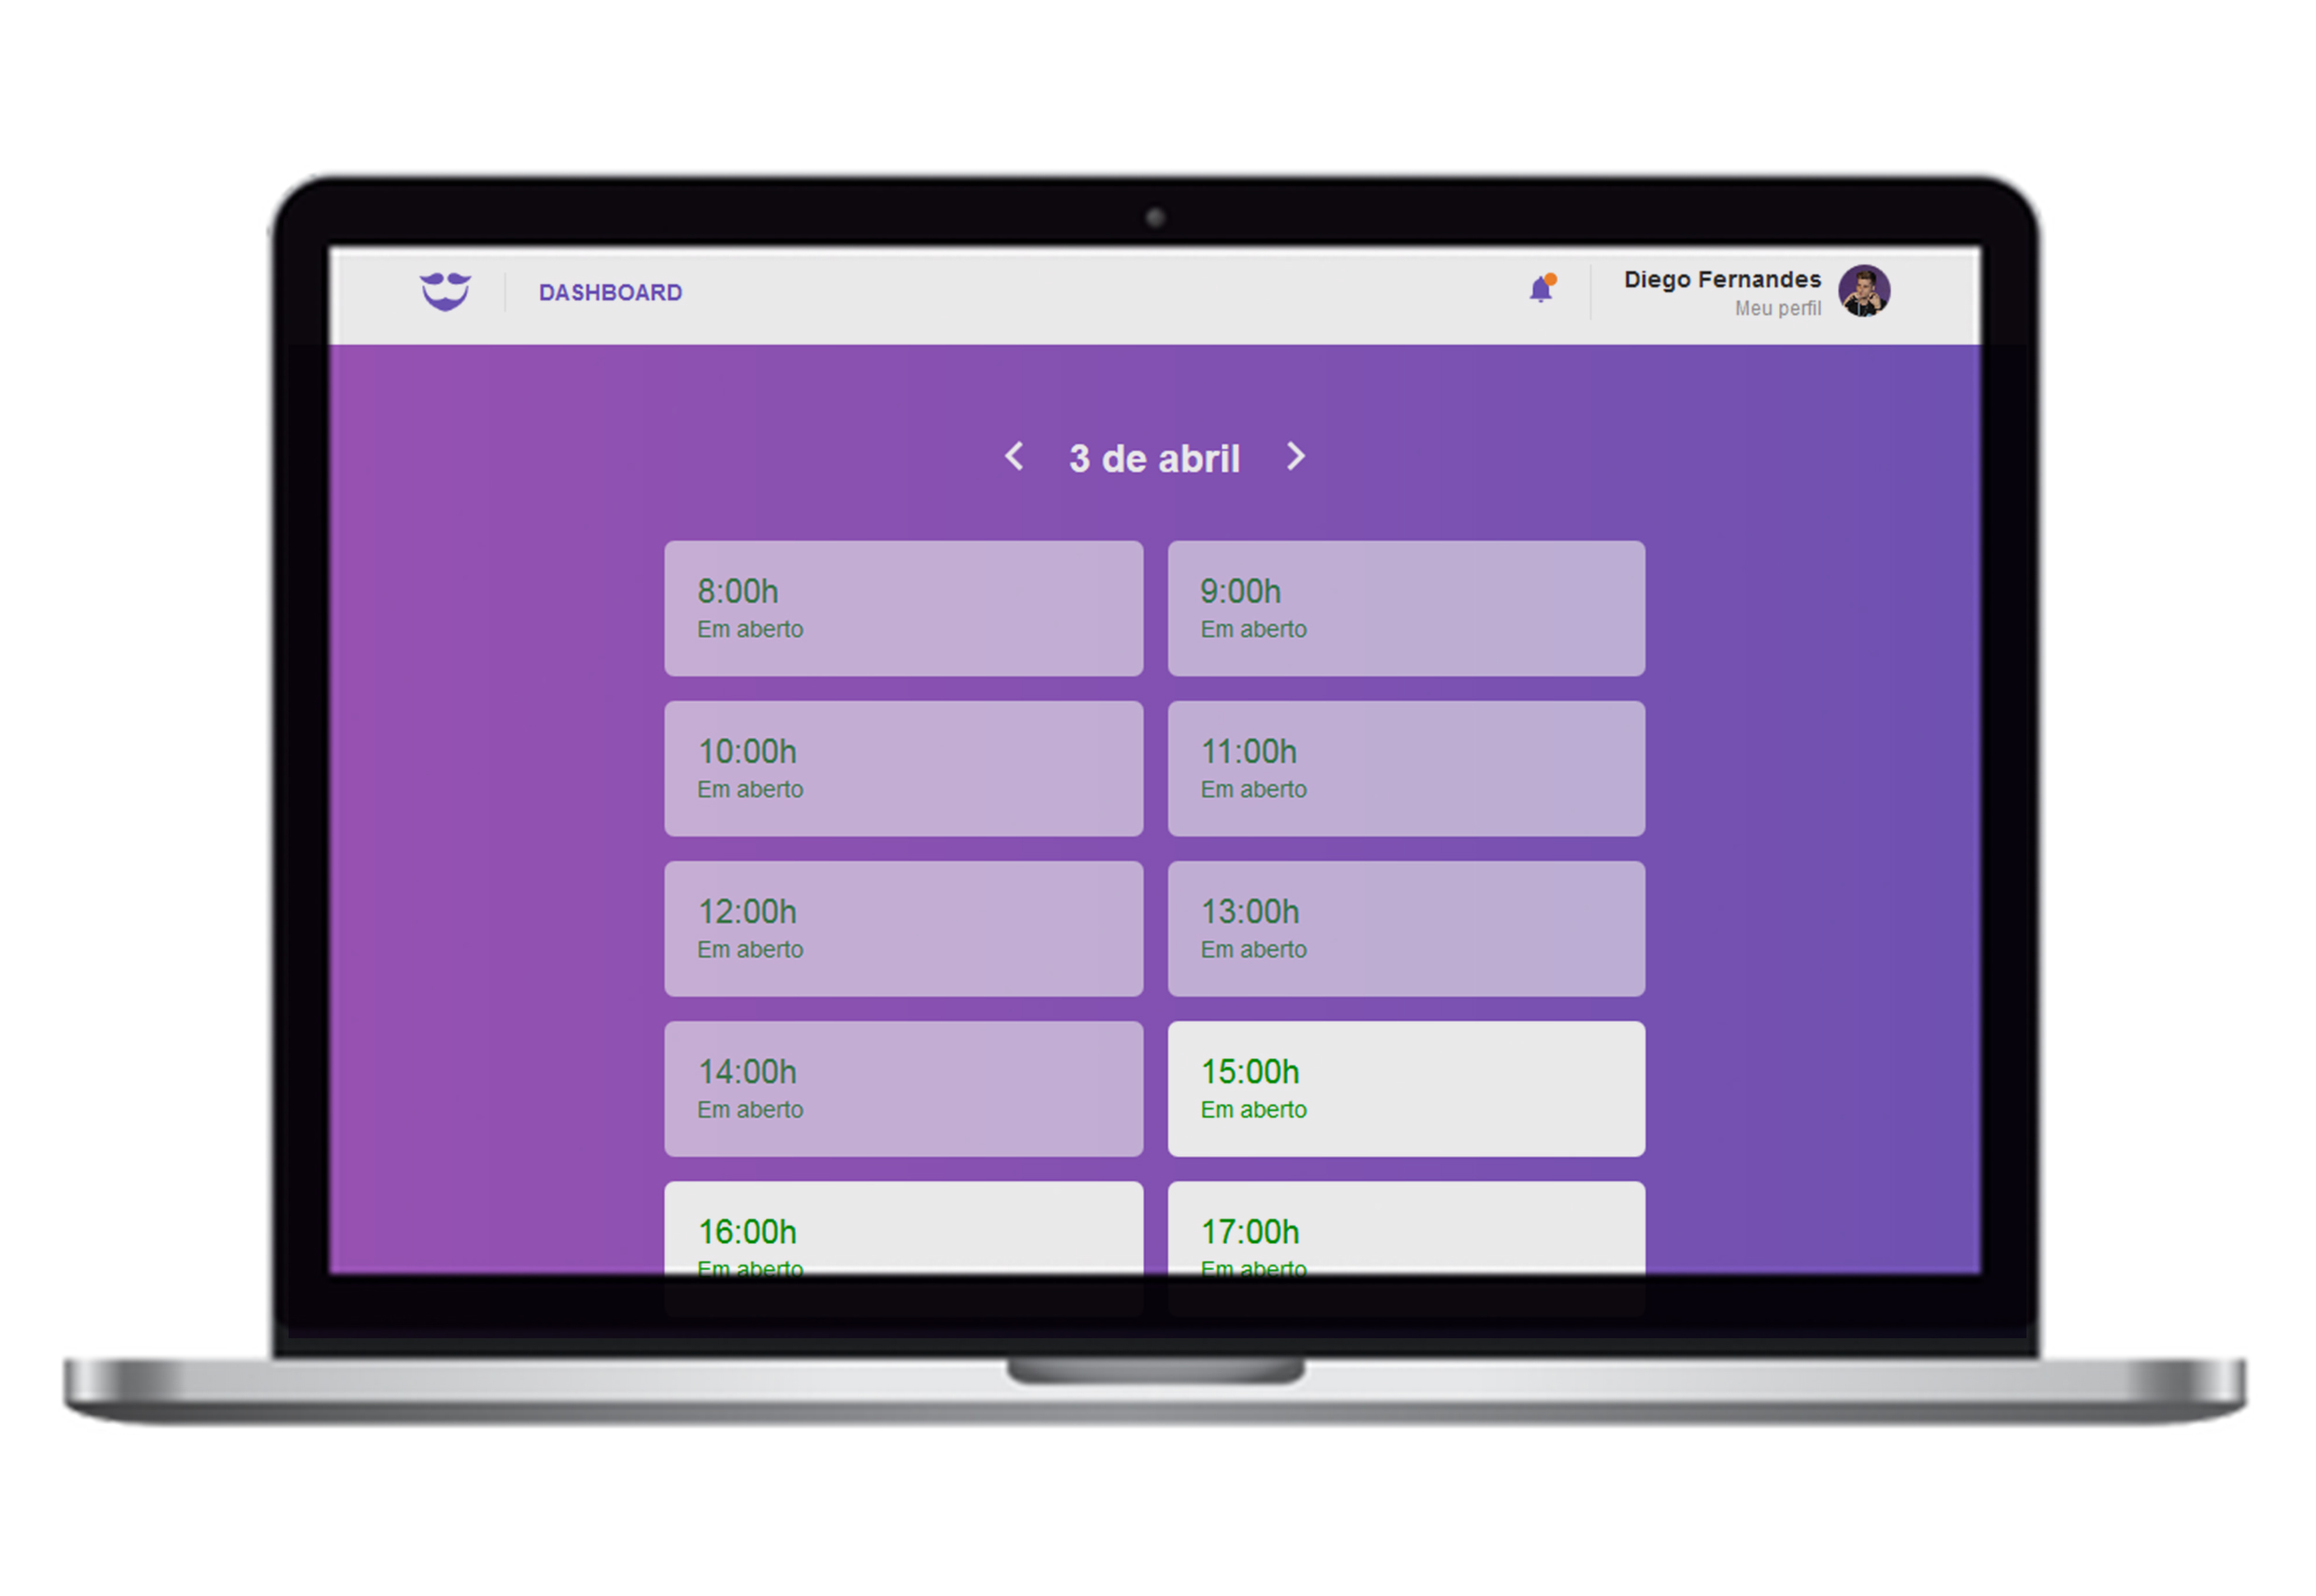 DASHBOARD
Diego Fernandes
Meu perfil
3 de abril
8:00h
Em aberto
9:00h
Em aberto
10:00h
Em aberto
11:00h
Em aberto
12:00h
Em aberto
13:00h
Em aberto
14:00h
Em aberto
15:00h
Em aberto
16:00h
Em aberto
17:00h
Em aberto